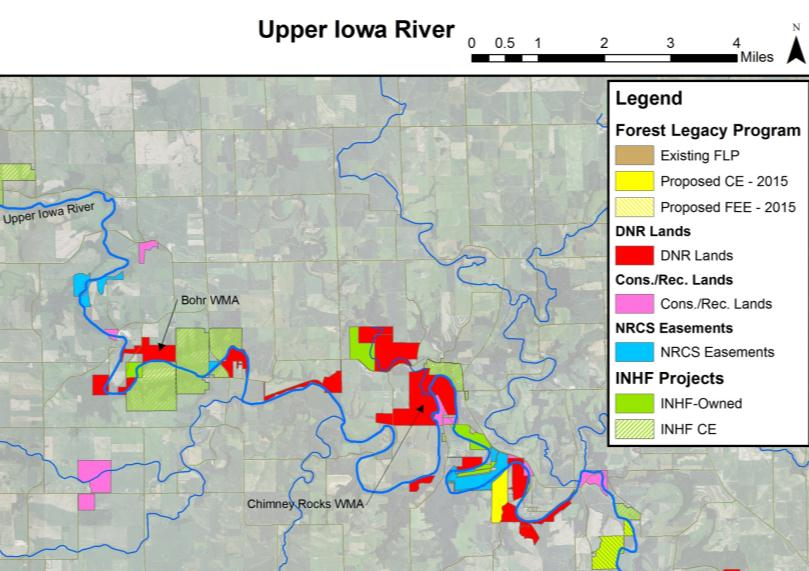 Upper Iowa River
0 0.5 1 2 3 4
Miles
N
Legend
Forest Legacy Program
Existing FLP
Proposed CE - 2015
Proposed FEE - 2015
DNR Lands
DNR Lands
Cons./Rec. Lands
Cons./Rec. Lands
NRCS Easements
NRCS Easements
INHF Projects
INHF-Owned
INHF CE
Upper Iowa River
Bohr WMA
Chimney Rocks WMA